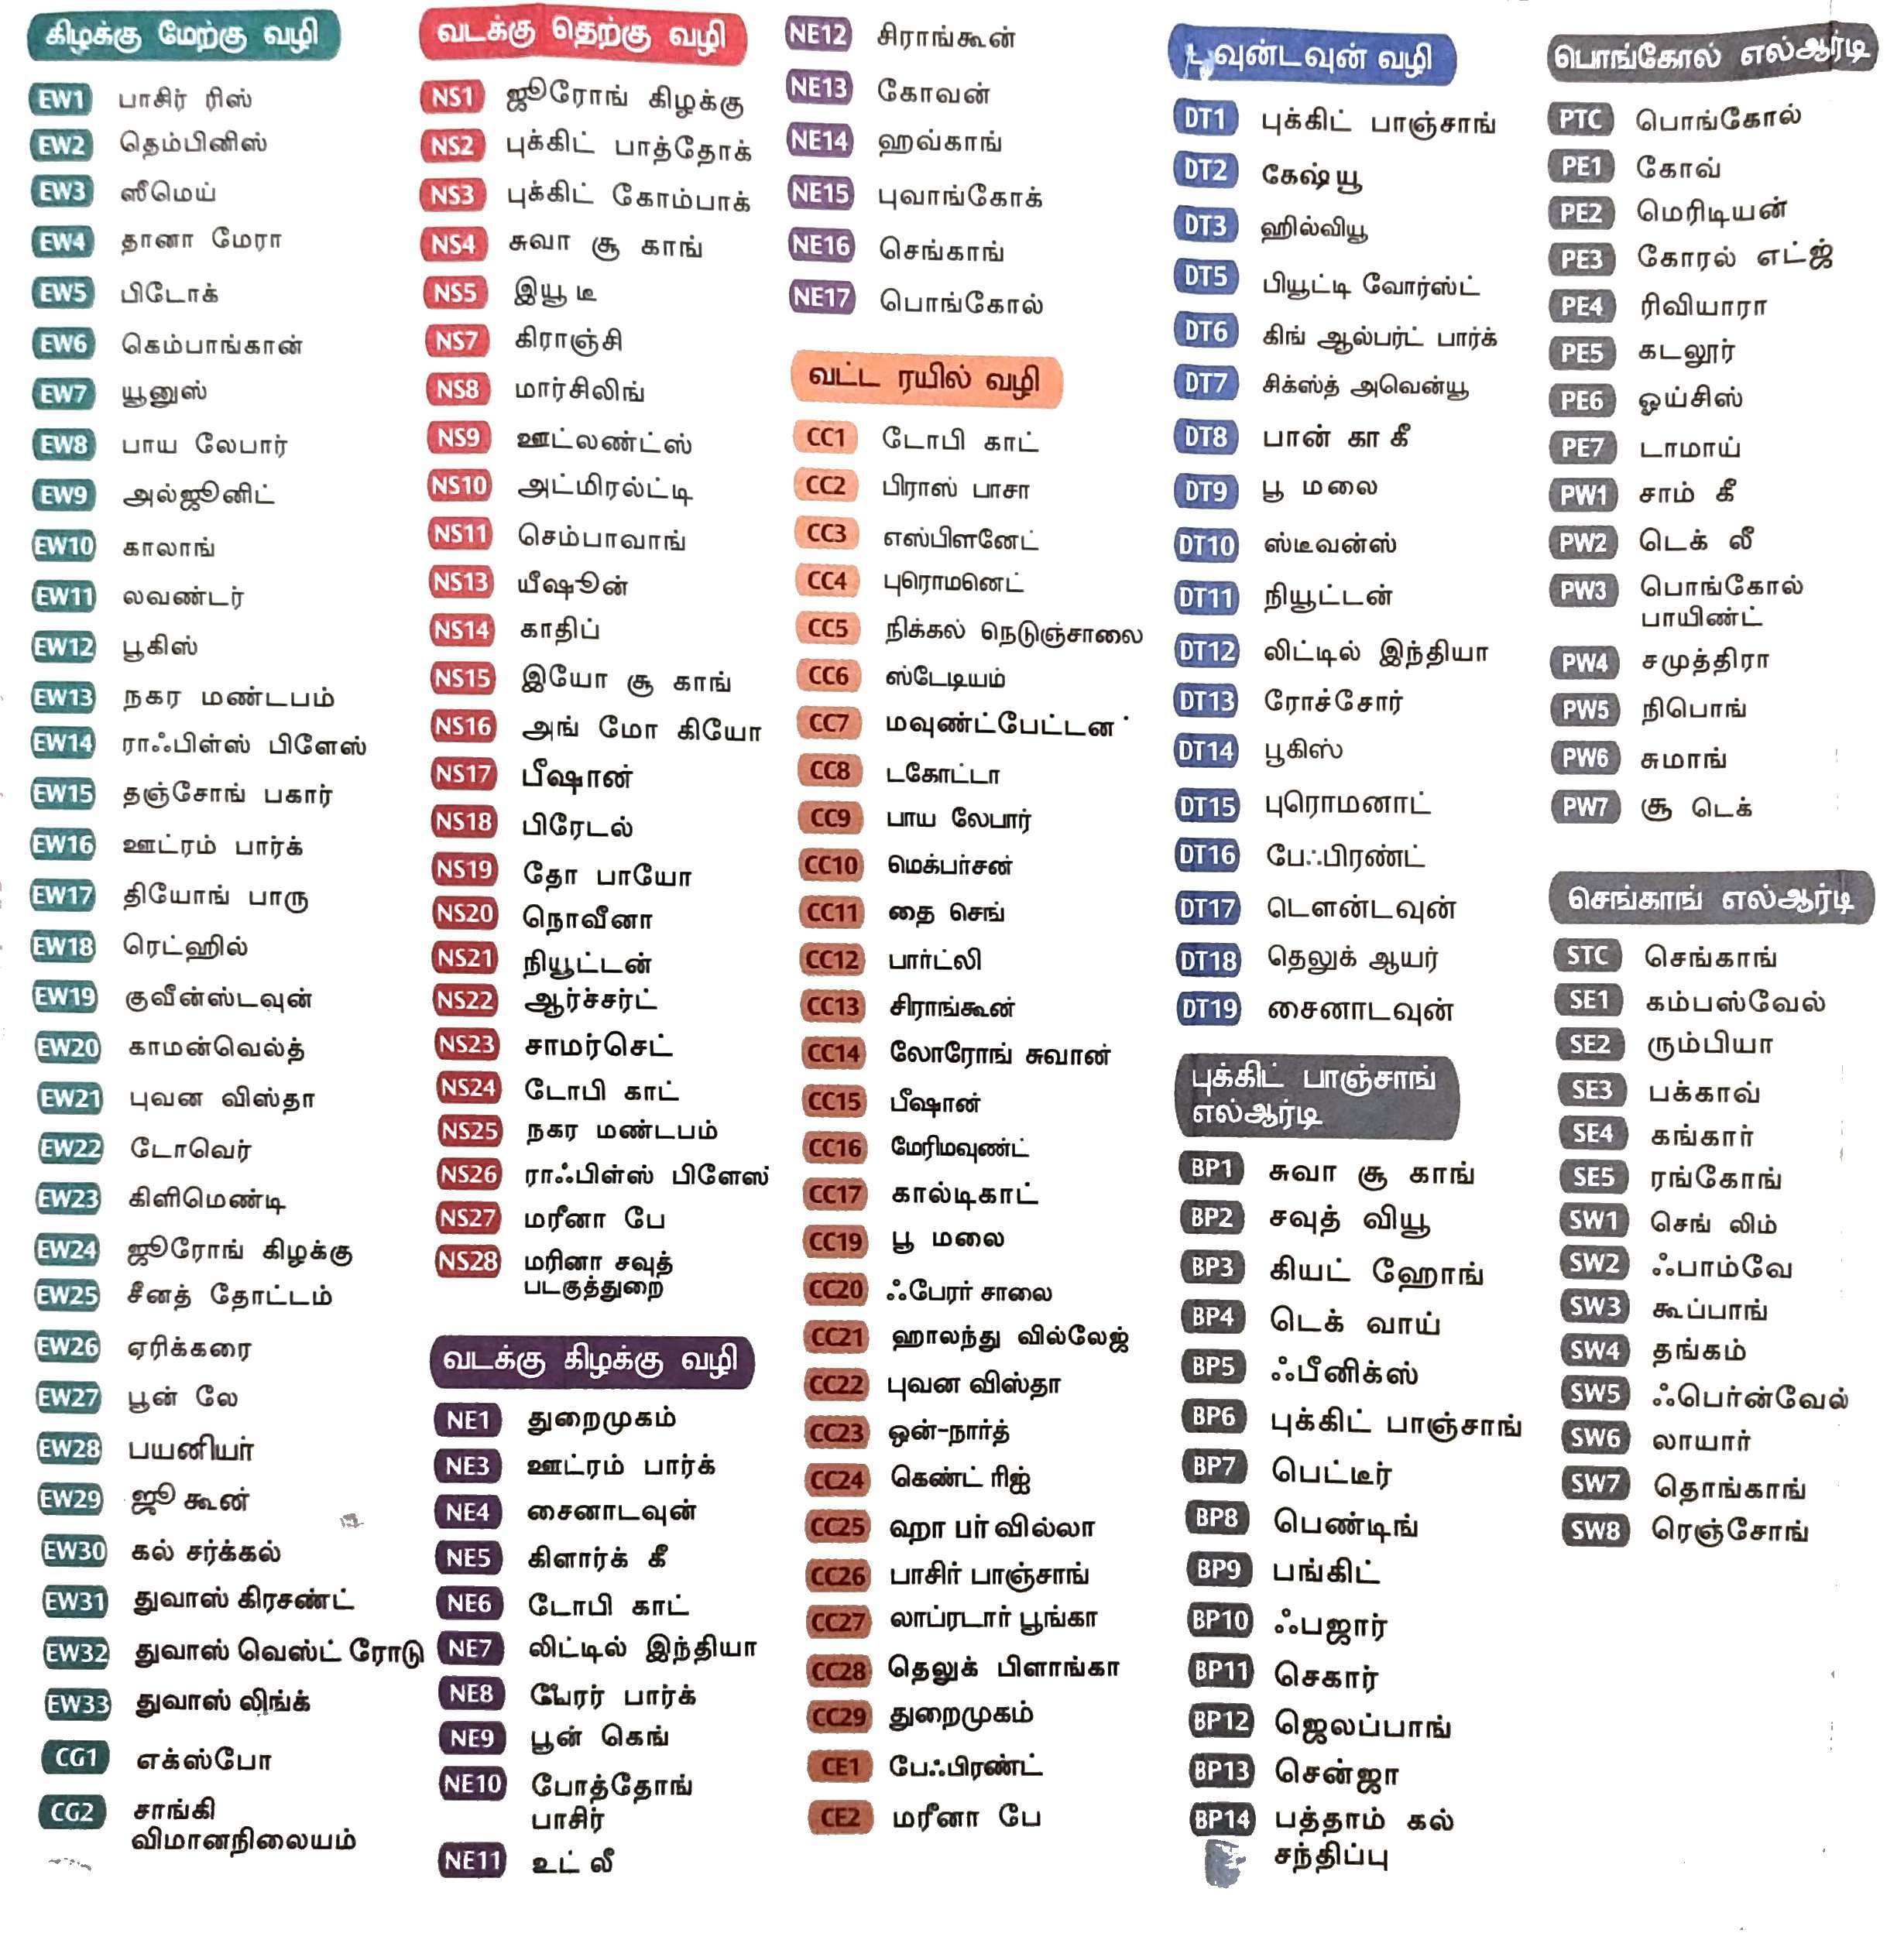 கிழக்கு மேற்கு வழி
EW1 பாசிர் ரிஸ்
EW2 தெம்பினிஸ்
EW3 ஸீமெய்
EW4 தானா மேரா
EW5 பிடோக்
EW6 கெம்பாங்கான்
EW7 யூனுஸ்
EW8 பாய லேபார்
EW9 அல்ஜூனிட்
EW10 காலாங்
EW11 லவண்டர்
EW12 பூகிஸ்
EW13 நகர மண்டபம்
EW14 ராஃபிள்ஸ் பிளேஸ்
EW15 தஞ்சோங் பகார்
EW16 ஊட்ரம் பார்க்
EW17 தியோங் பாரு
EW18 ரெட்ஹில்
EW19 குவீன்ஸ்டவுன்
EW20 காமன்வெல்த்
EW21 புவன விஸ்தா
EW22 டோவெர்
EW23 கிளிமெண்டி
EW24 ஜூரோங் கிழக்கு
EW25 சீனத் தோட்டம்
EW26 ஏரிக்கரை
EW27 பூன் லே
EW28 பயனியர்
EW29 ஜூ கூன்
EW30 கல் சர்க்கல்
EW31 துவாஸ் கிரசண்ட்
EW32 துவாஸ் வெஸ்ட் ரோடு
EW33 துவாஸ் லிங்க்
CG1 எக்ஸ்போ
CG2 சாங்கி
விமானநிலையம்
வடக்கு தெற்கு வழி
NS1 ஜூரோங் கிழக்கு
NS2 புக்கிட் பாத்தோக்
NS3 புக்கிட் கோம்பாக்
NS4 சுவா சூ காங்
NS5 இயூ டீ
NS7 கிராஞ்சி
NS8 மார்சிலிங்
NS9 ஊட்லண்ட்ஸ்
NS10 அட்மிரல்ட்டி
NS11 செம்பாவாங்
NS13 யீஷூன்
NS14 காதிப்
NS15 இயோ சூ காங்
NS16 அங் மோ கியோ
NS17 பீஷான்
NS18 பிரேடல்
NS19 தோ பாயோ
NS20 நொவீனா
NS21 நியூட்டன்
NS22 ஆர்ச்சர்ட்
NS23 சாமர்செட்
NS24 டோபி காட்
NS25 நகர மண்டபம்
NS26 ராஃபிள்ஸ் பிளேஸ்
NS27 மரீனா பே
NS28 மரினா சவுத்
படகுத்துறை
வடக்கு கிழக்கு வழி
NE1 துறைமுகம்
NE3 ஊட்ரம் பார்க்
NE4 சைனாடவுன்
NE5 கிளார்க் கீ
NE6 டோபி காட்
NE7 லிட்டில் இந்தியா
NE8 பேரர் பார்க்
NE9 பூன் கெங்
NE10 போத்தோங்
பாசிர்
NE11 உட் லீ
NE12 சிராங்கூன்
NE13 கோவன்
NE14 ஹவ்காங்
NE15 புவாங்கோக்
NE16 செங்காங்
NE17 பொங்கோல்
வட்ட ரயில் வழி
CC1 டோபி காட்
CC2 பிராஸ் பாசா
CC3 எஸ்பிளனேட்
CC4 புரொமனெட்
CC5 நிக்கல் நெடுஞ்சாலை
CC6 ஸ்டேடியம்
CC7 மவுண்ட்பேட்டன்
CC8 டகோட்டா
CC9 பாய லேபார்
CC10 மெக்பர்சன்
CC11 தை செங்
CC12 பார்ட்லி
CC13 சிராங்கூன்
CC14 லோரோங் சுவான்
CC15 பீஷான்
CC16 மேரிமவுண்ட்
CC17 கால்டிகாட்
CC19 பூ மலை
CC20 ஃபேரர் சாலை
CC21 ஹாலந்து வில்லேஜ்
CC22 புவன விஸ்தா
CC23 ஒன்-நார்த்
CC24 கெண்ட் ரிஜ்
CC25 ஹா பர் வில்லா
CC26 பாசிர் பாஞ்சாங்
CC27 லாப்ரடார் பூங்கா
CC28 தெலுக் பிளாங்கா
CC29 துறைமுகம்
CE1 பேஃபிரண்ட்
CE2 மரீனா பே
டவுன்டவுன் வழி
DT1 புக்கிட் பாஞ்சாங்
DT2 கேஷ்யூ
DT3 ஹில்வியூ
DT5 பியூட்டி வோர்ஸ்ட்
DT6 கிங் ஆல்பர்ட் பார்க்
DT7 சிக்ஸ்த் அவென்யூ
DT8 பான் கா கீ
DT9 பூ மலை
DT10 ஸ்டீவன்ஸ்
DT11 நியூட்டன்
DT12 லிட்டில் இந்தியா
DT13 ரோச்சோர்
DT14 பூகிஸ்
DT15 புரொமனாட்
DT16 பேஃபிரண்ட்
DT17 டௌன்டவுன்
DT18 தெலுக் ஆயர்
DT19 சைனாடவுன்
புக்கிட் பாஞ்சாங்
எல்ஆர்டி
BP1 சுவா சூ காங்
BP2 சவுத் வியூ
BP3 கியட் ஹோங்
BP4 டெக் வாய்
BP5 ஃபீனிக்ஸ்
BP6 புக்கிட் பாஞ்சாங்
BP7 பெட்டீர்
BP8 பெண்டிங்
BP9 பங்கிட்
BP10 ஃபஜார்
BP11 செகார்
BP12 ஜெலப்பாங்
BP13 சென்ஜா
BP14 பத்தாம் கல்
சந்திப்பு
பொங்கோல் எல்ஆர்டி
PTC பொங்கோல்
PE1 கோவ்
PE2 மெரிடியன்
PE3 கோரல் எட்ஜ்
PE4 ரிவியாரா
PE5 கடலூர்
PE6 ஓய்சிஸ்
PE7 டாமாய்
PW1 சாம் கீ
PW2 டெக் லீ
PW3 பொங்கோல்
பாயிண்ட்
PW4 சமுத்திரா
PW5 நிபொங்
PW6 சுமாங்
PW7 சூ டெக்
செங்காங் எல்ஆர்டி
STC செங்காங்
SE1 கம்பஸ்வேல்
SE2 ரும்பியா
SE3 பக்காவ்
SE4 கங்கார்
SE5 ரங்கோங்
SW1 செங் லிம்
SW2 ஃபாம்வே
SW3 கூப்பாங்
SW4 தங்கம்
SW5 ஃபெர்ன்வேல்
SW6 லாயார்
SW7 தொங்காங்
SW8 ரெஞ்சோங்